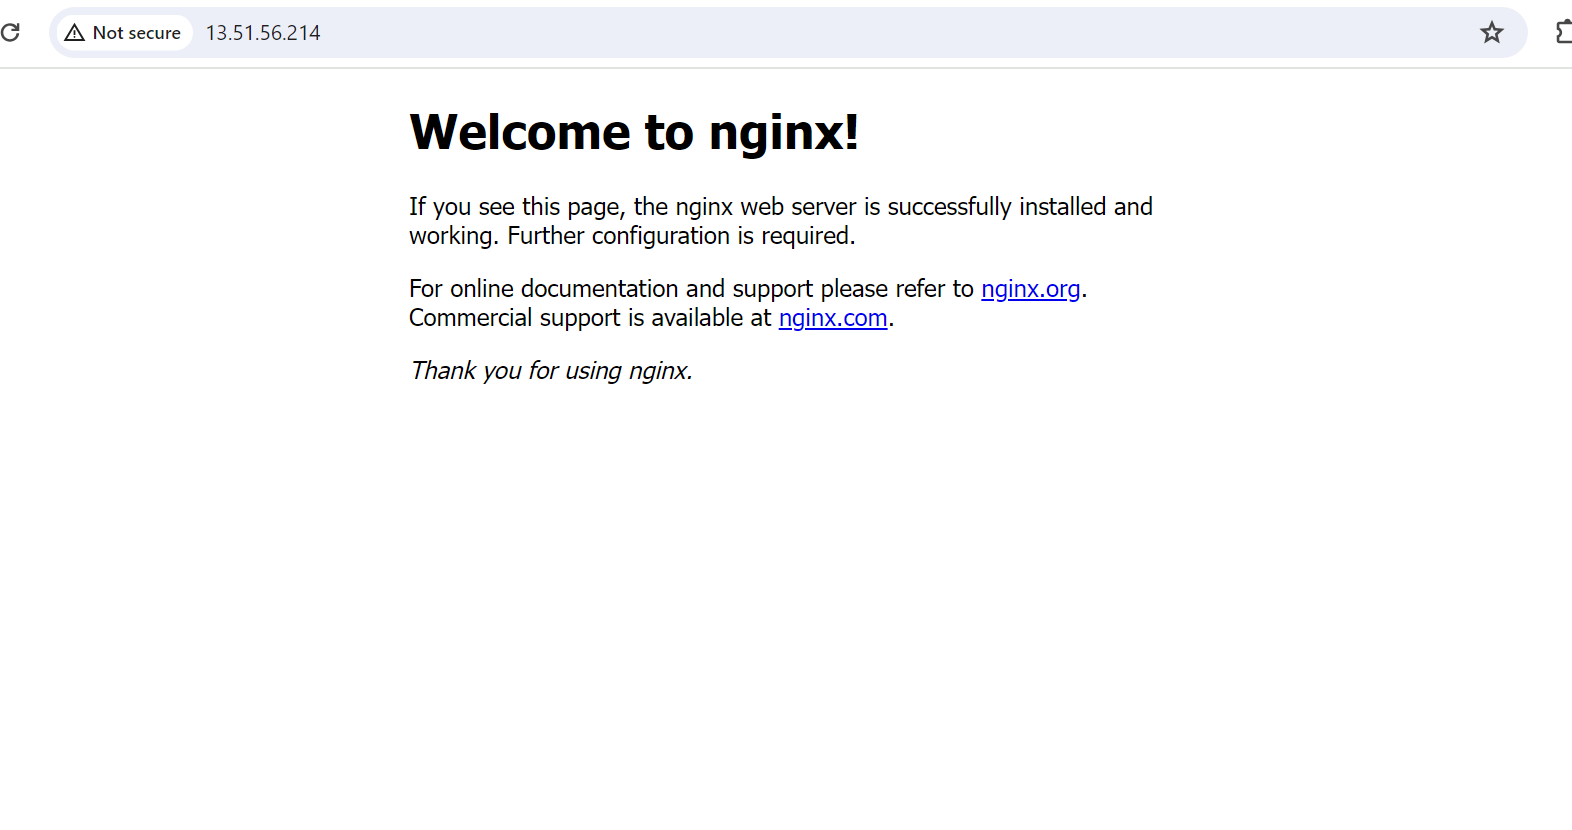 Not secure 13.51.56.214
Welcome to nginx!
If you see this page, the nginx web server is successfully installed and
working. Further configuration is required.
For online documentation and support please refer to nginx.org.
Commercial support is available at nginx.com.
Thank you for using nginx.